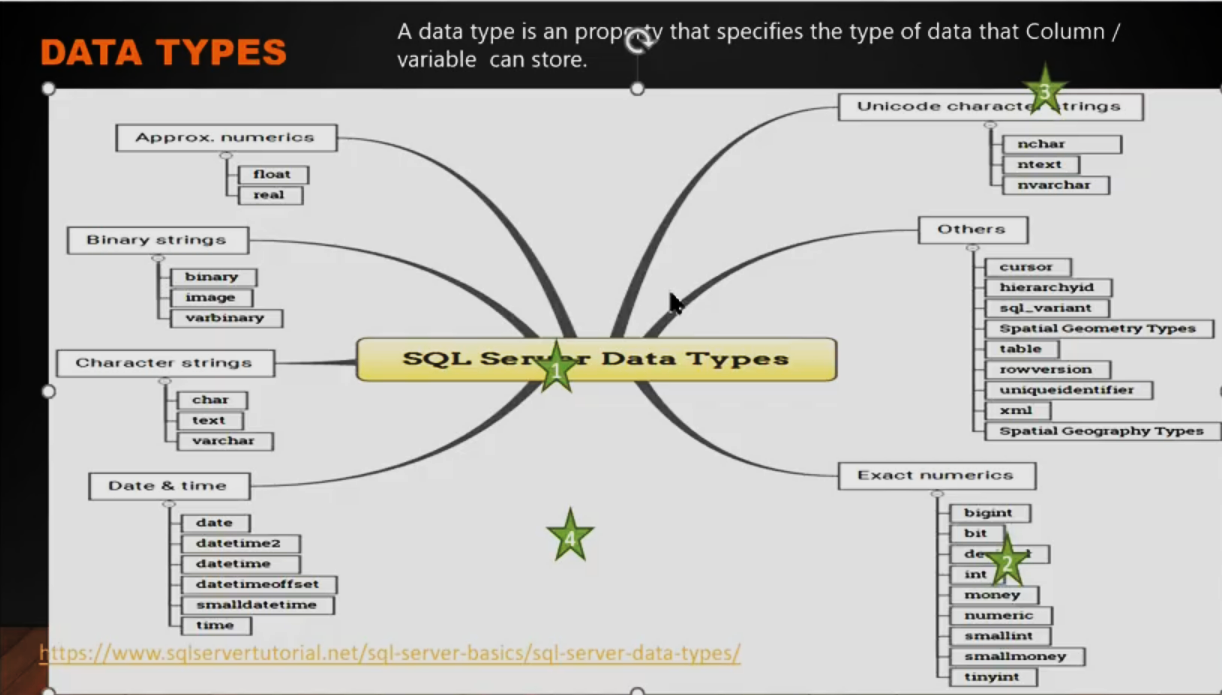 DATA TYPES
A data type is an property that specifies the type of data that Column /
variable can store.
Approx. numerics
float
real
Binary strings
binary
image
varbinary
Character strings
char
text
varchar
Date & time
date
datetime2
datetime
datetimeoffset
smalldatetime
time
SQL Server Data Types
1
4
3
Unicode character strings
nchar
ntext
nvarchar
Others
cursor
hierarchyid
sql_variant
Spatial Geometry Types
table
rowversion
uniqueidentifier
xml
Spatial Geography Types
Exact numerics
bigint
bit
2
int
money
numeric
smallint
smallmoney
tinyint
https://www.sqlservertutorial.net/sql-server-basics/sql-server-data-types/